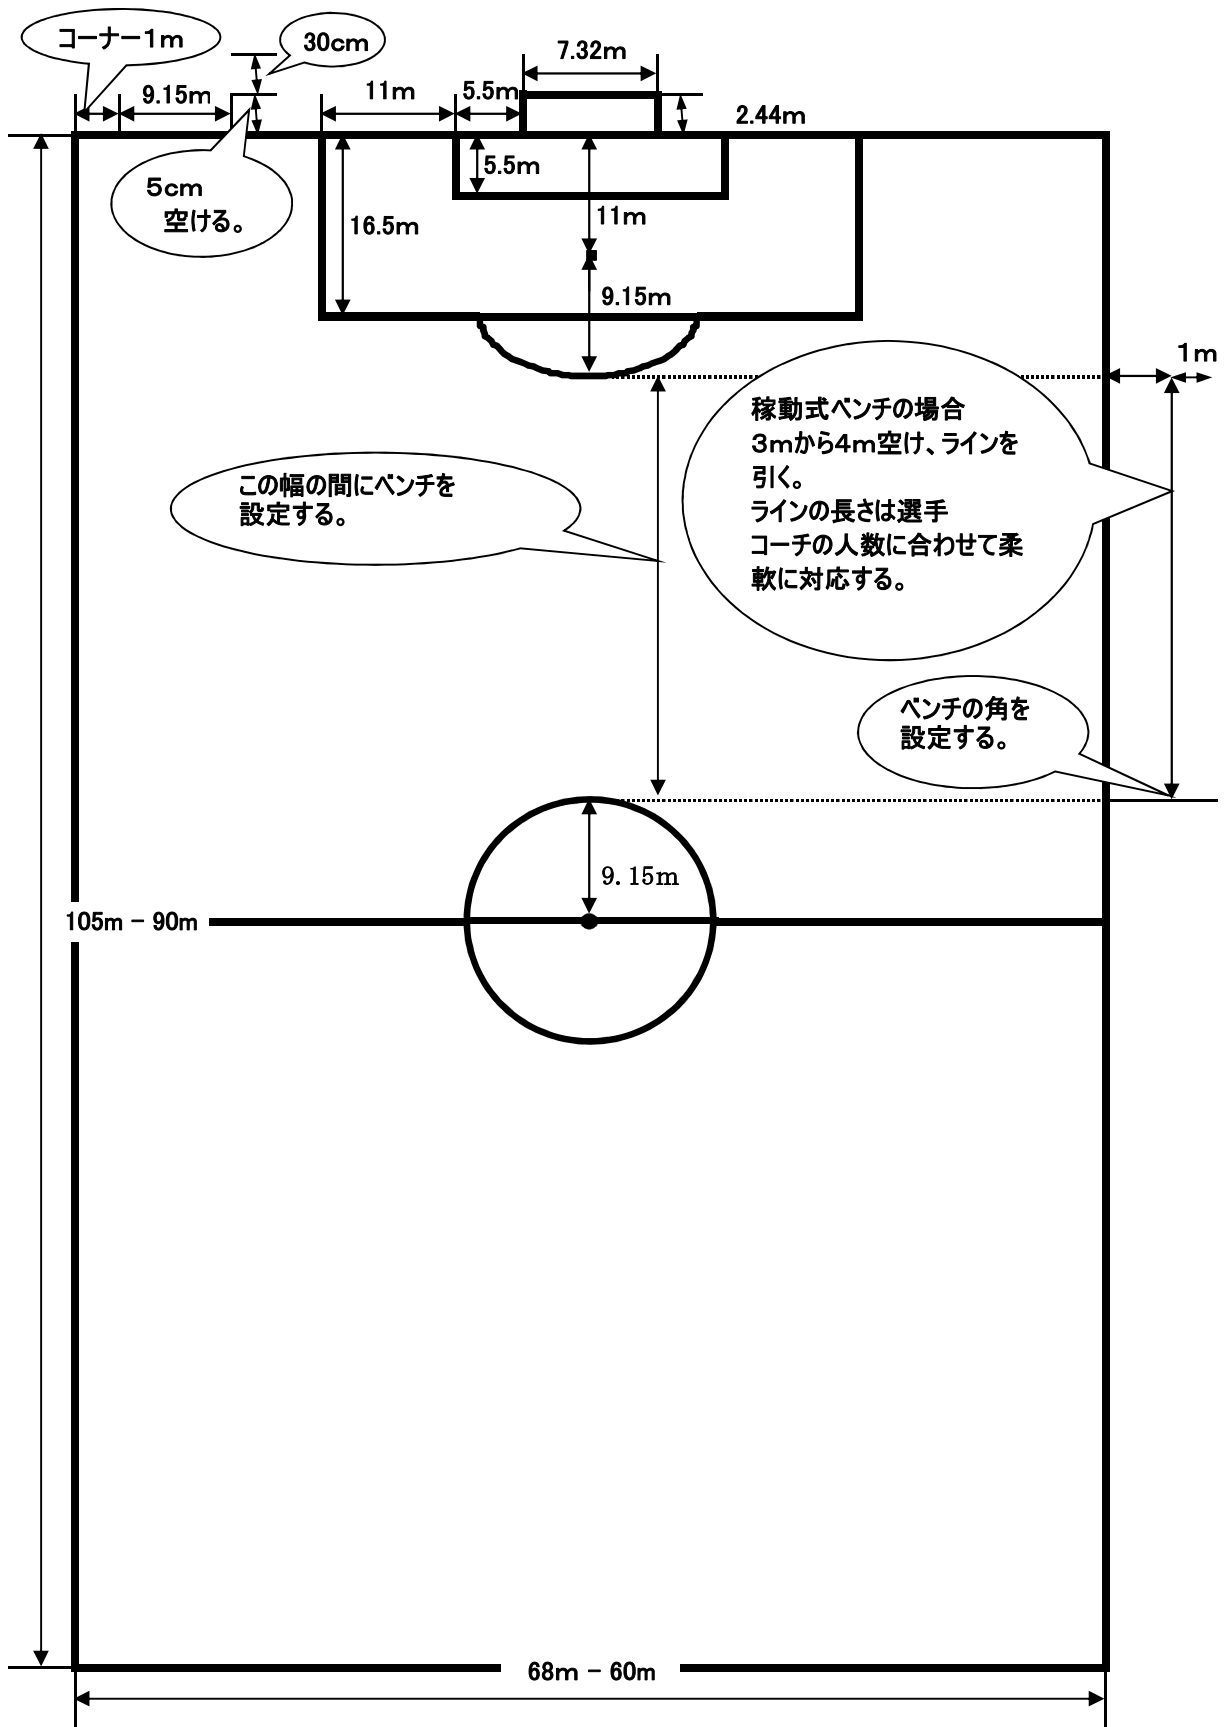 コーナー1m
30cm
7.32m
9.15m
11m
5.5m
2.44m
5cm
空ける。
5.5m
16.5m
11m
9.15m
1m
稼動式ベンチの場合
3mから4m空け、ラインを
引く。
ラインの長さは選手
コーチの人数に合わせて柔
軟に対応する。
この幅の間にベンチを
設定する。
ベンチの角を
設定する。
9.15m
105m − 90m
68m − 60m